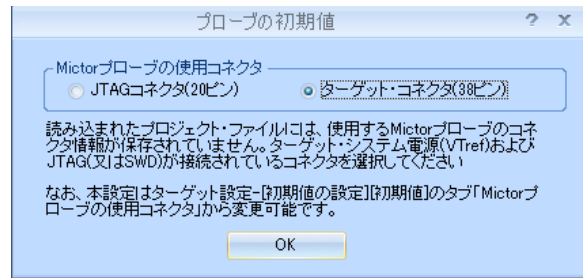 プローブの初期値
? x
Mictorプローブの使用コネクタ
JTAGコネクタ(20ピン)
ターゲット・コネクタ(38ピン)
読み込まれたプロジェクト・ファイルには、使用するMictorプローブのコネ
クタ情報が保存されていません。ターゲット・システム電源(VTref)および
JTAG(又はSWD)が接続されているコネクタを選択してください
なお、本設定はターゲット設定-[初期値の設定][初期値]のタブ「Mictorプ
ローブの使用コネクタ」から変更可能です。
OK